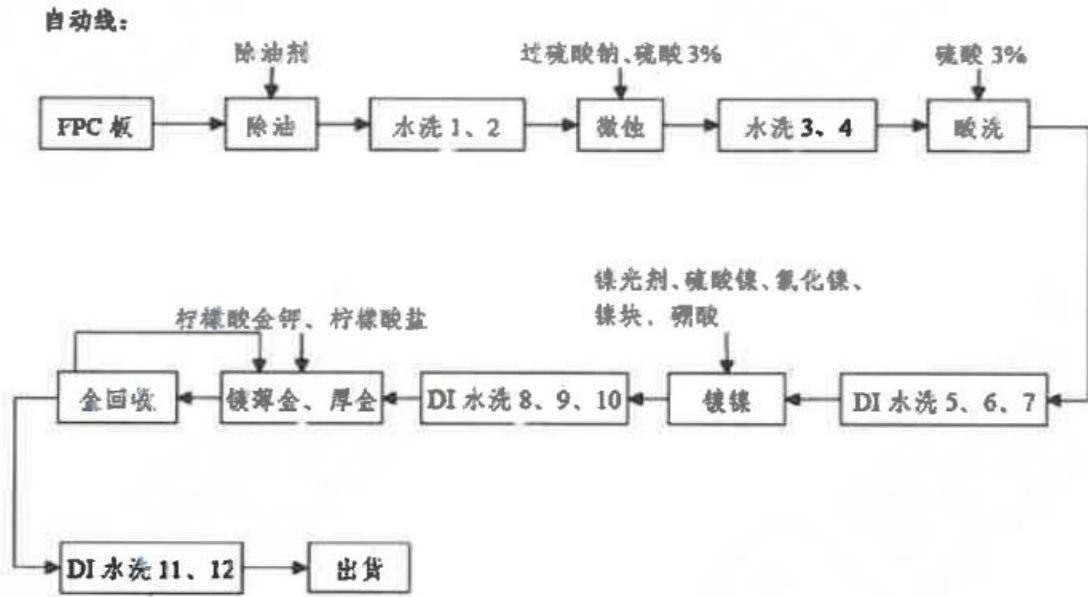 自动线：
除油剂
过硫酸钠、硫酸3%
硫酸3%
FPC 板
除油
水洗1、2
微蚀
水洗3、4
酸洗
镍光剂、硫酸镍、氯化镍、
镍块、硼酸
柠檬酸金钾、柠檬酸盐
金回收
镀薄金、厚金
DI 水洗8、9、10
镀镍
DI 水洗5、6、7
DI 水洗11、12
出货